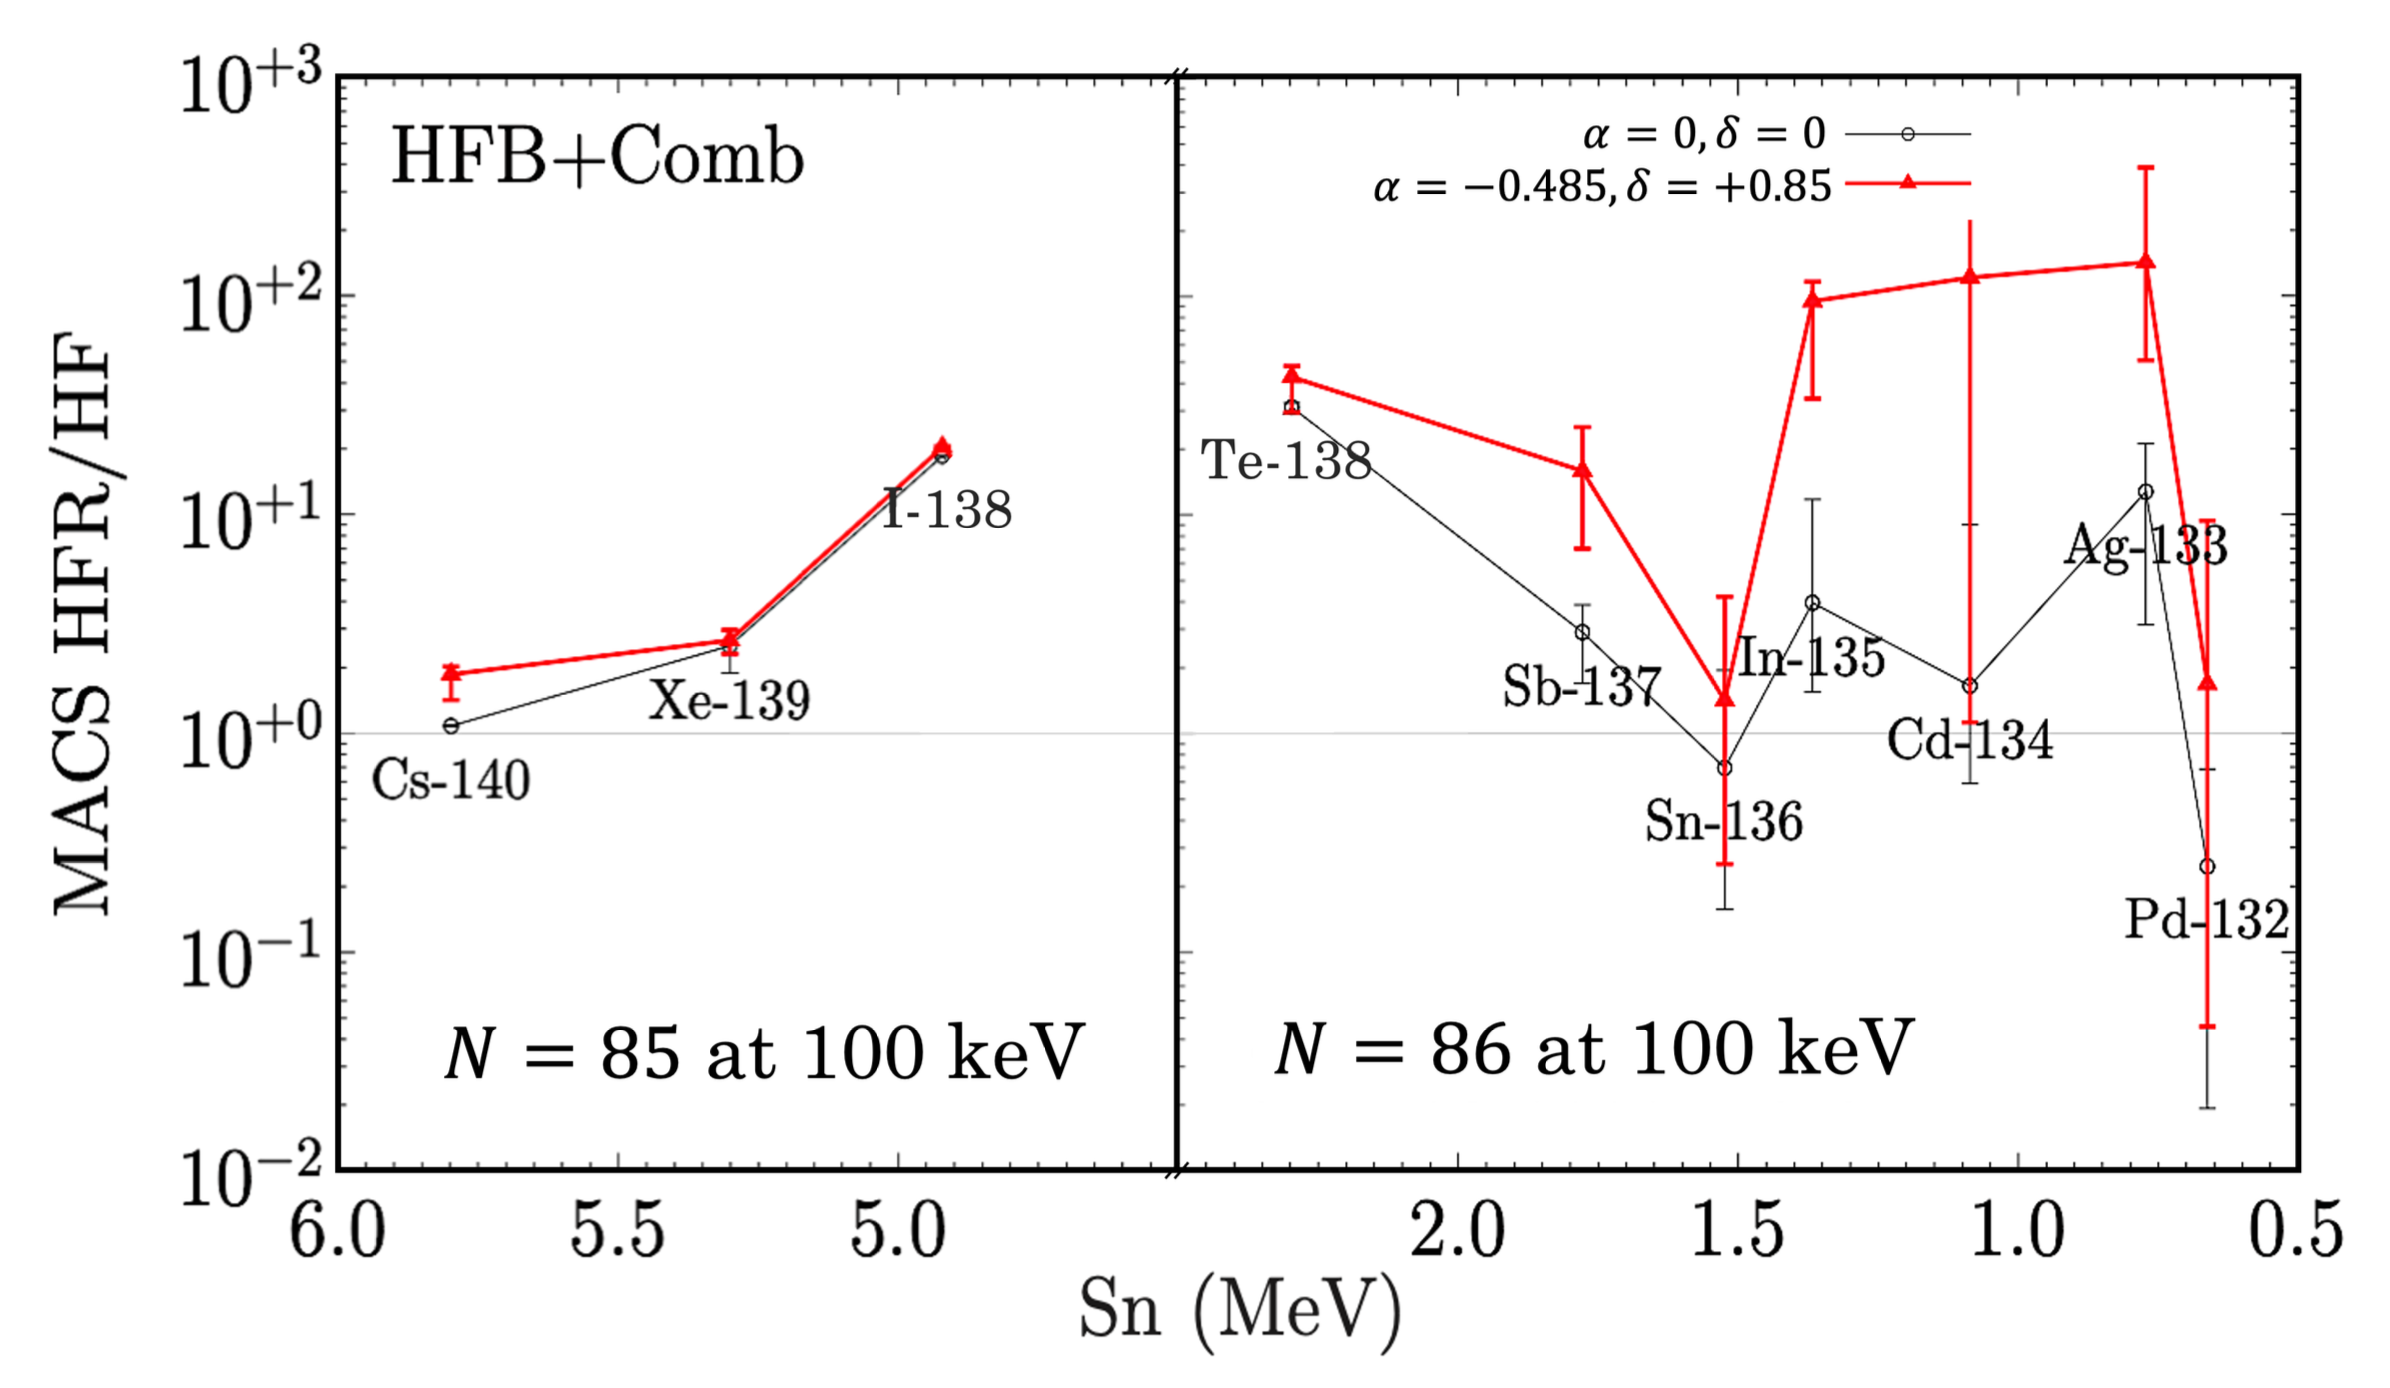 10+3
10+2
10+1
10+0
10−1
10−2
MACS HFR/HF
HFB+Comb
α = 0, δ = 0
α = −0.485, δ = +0.85
Te-138
I-138
Ag-133
Sb-137
In-135
Xe-139
Cs-140
Cd-134
Sn-136
Pd-132
N = 85 at 100 keV
N = 86 at 100 keV
6.0 5.5 5.0 2.0 1.5 1.0 0.5
Sn (MeV)